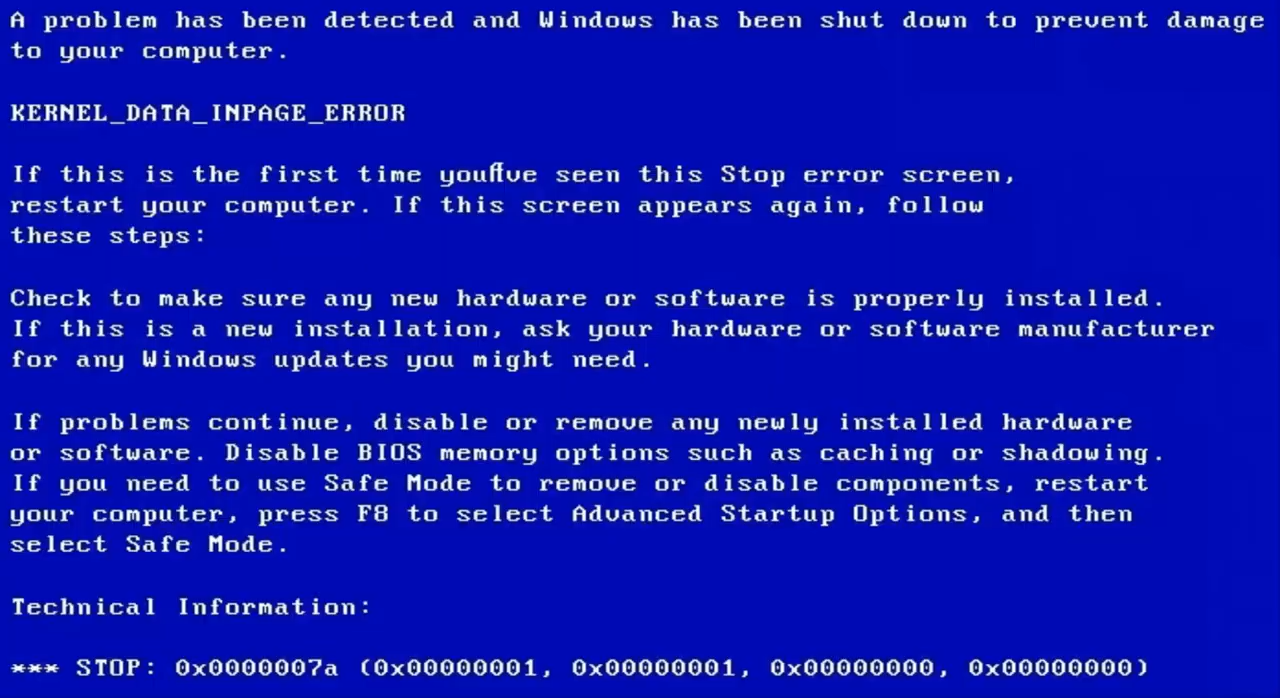 A problem has been detected and Windows has been shut down to prevent damage
to your computer.
KERNEL_DATA_INPAGE_ERROR
If this is the first time youﬄve seen this Stop error screen,
restart your computer. If this screen appears again, follow
these steps:
Check to make sure any new hardware or software is properly installed.
If this is a new installation, ask your hardware or software manufacturer
for any Windows updates you might need.
If problems continue, disable or remove any newly installed hardware
or software. Disable BIOS memory options such as caching or shadowing.
If you need to use Safe Mode to remove or disable components, restart
your computer, press F8 to select Advanced Startup Options, and then
select Safe Mode.
Technical Information:
*** STOP: 0x0000007a (0x00000001, 0x00000001, 0x00000000, 0x00000000)